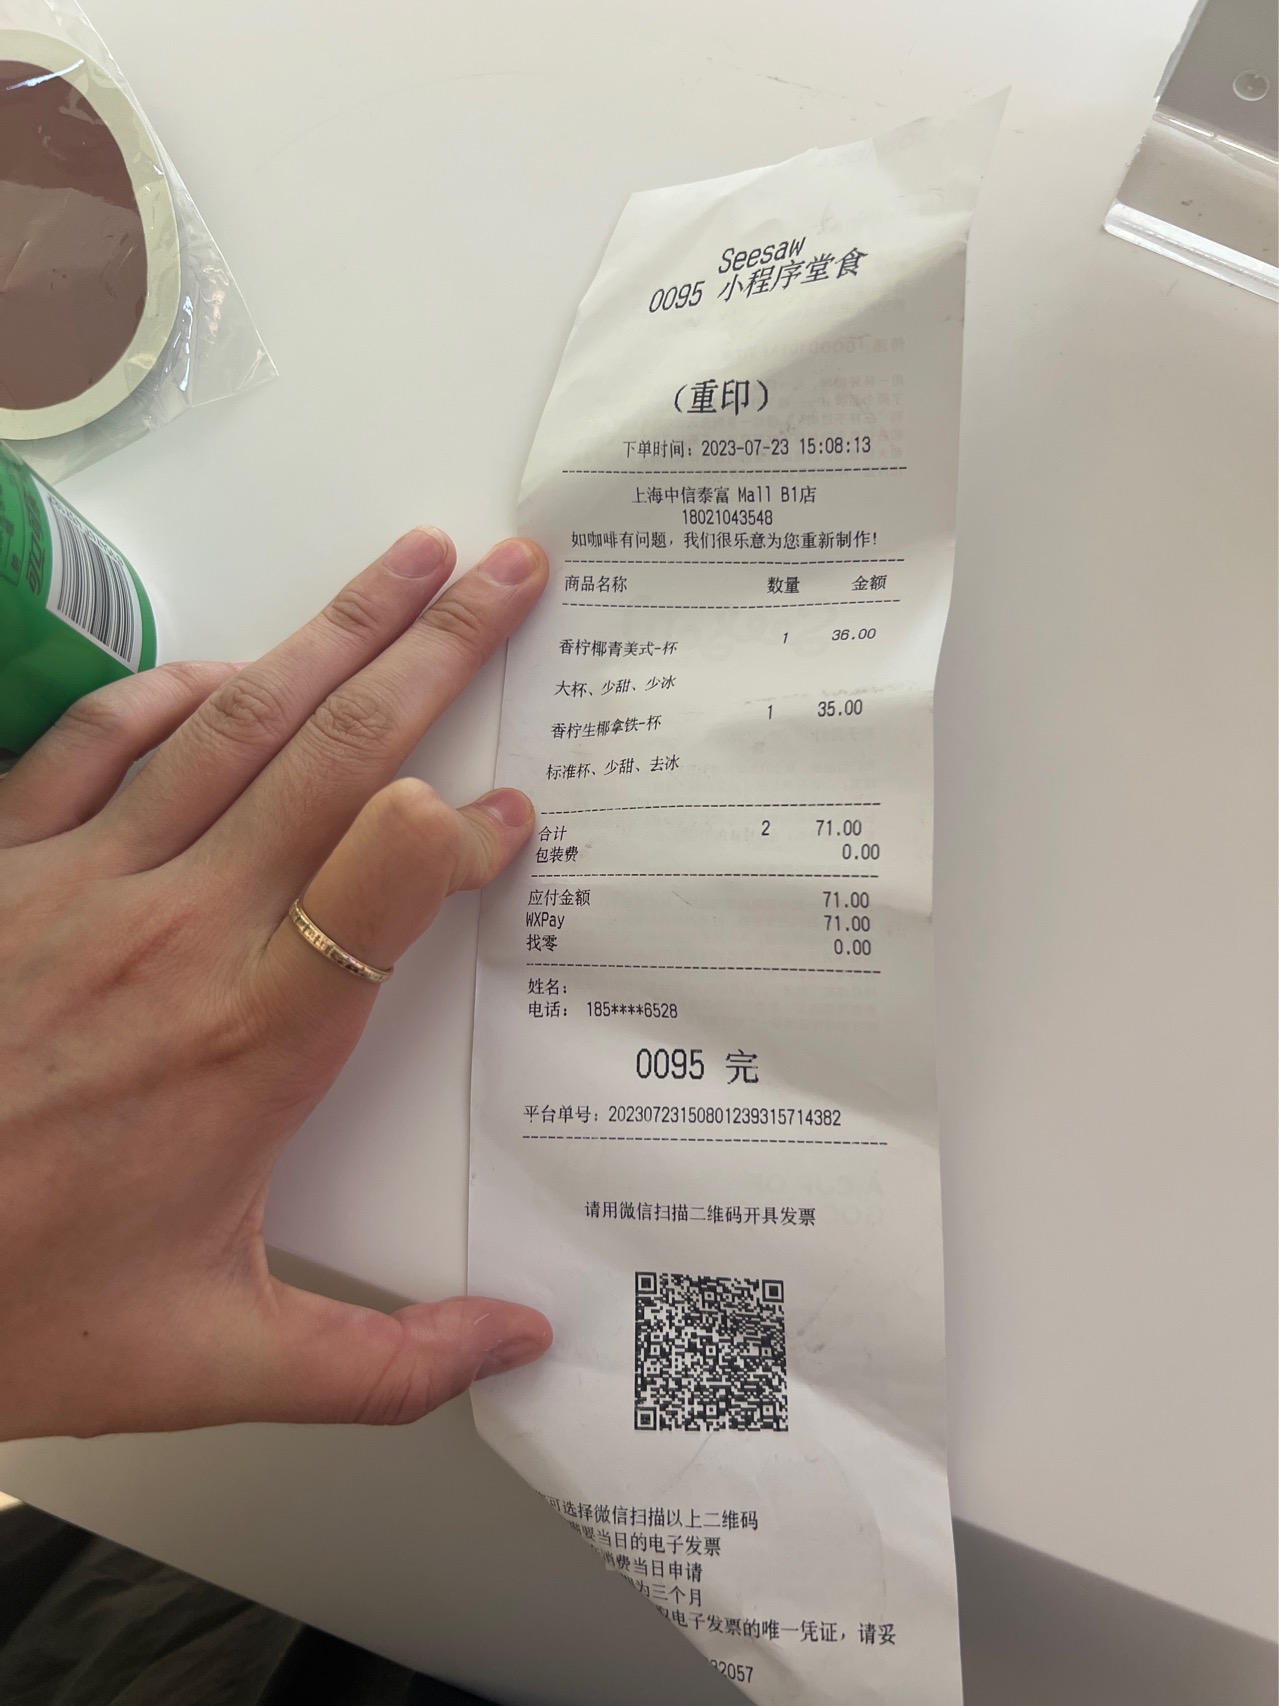 Seesaw
0095 小程序堂食
(重印)
下单时间: 2023-07-23 15:08:13
上海中信泰富 Mall B1店
18021043548
如咖啡有问题, 我们很乐意为您重新制作!
商品名称 数量 金额
香柠椰青美式-杯 1 36.00
大杯、少甜、少冰
香柠生椰拿铁-杯 1 35.00
标准杯、少甜、去冰
合计 2 71.00
包装费 0.00
应付金额 71.00
WXPay 71.00
找零 0.00
姓名:
电话: 185****6528
0095 完
平台单号: 20230723150801239315714382
请用微信扫描二维码开具发票
可选择微信扫描以上二维码
当日的电子发票
消费当日申请
为三个月
电子发票的唯一凭证, 请妥
32057